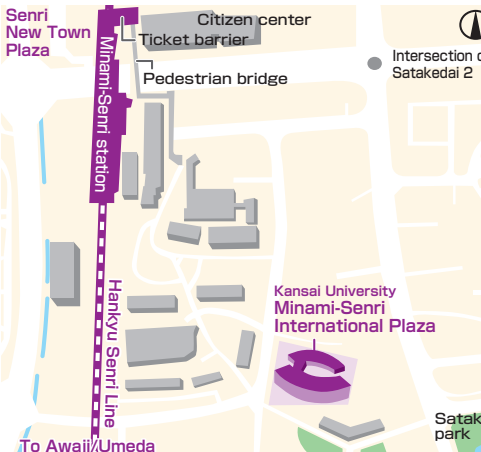 Senri
New Town
Plaza
Citizen center
Ticket barrier
Pedestrian bridge
Intersection
Satakedai 2
Minami-Senri station
Hankyu Senri Line
Kansai University
Minami-Senri
International Plaza
park
To Awaji/Umeda